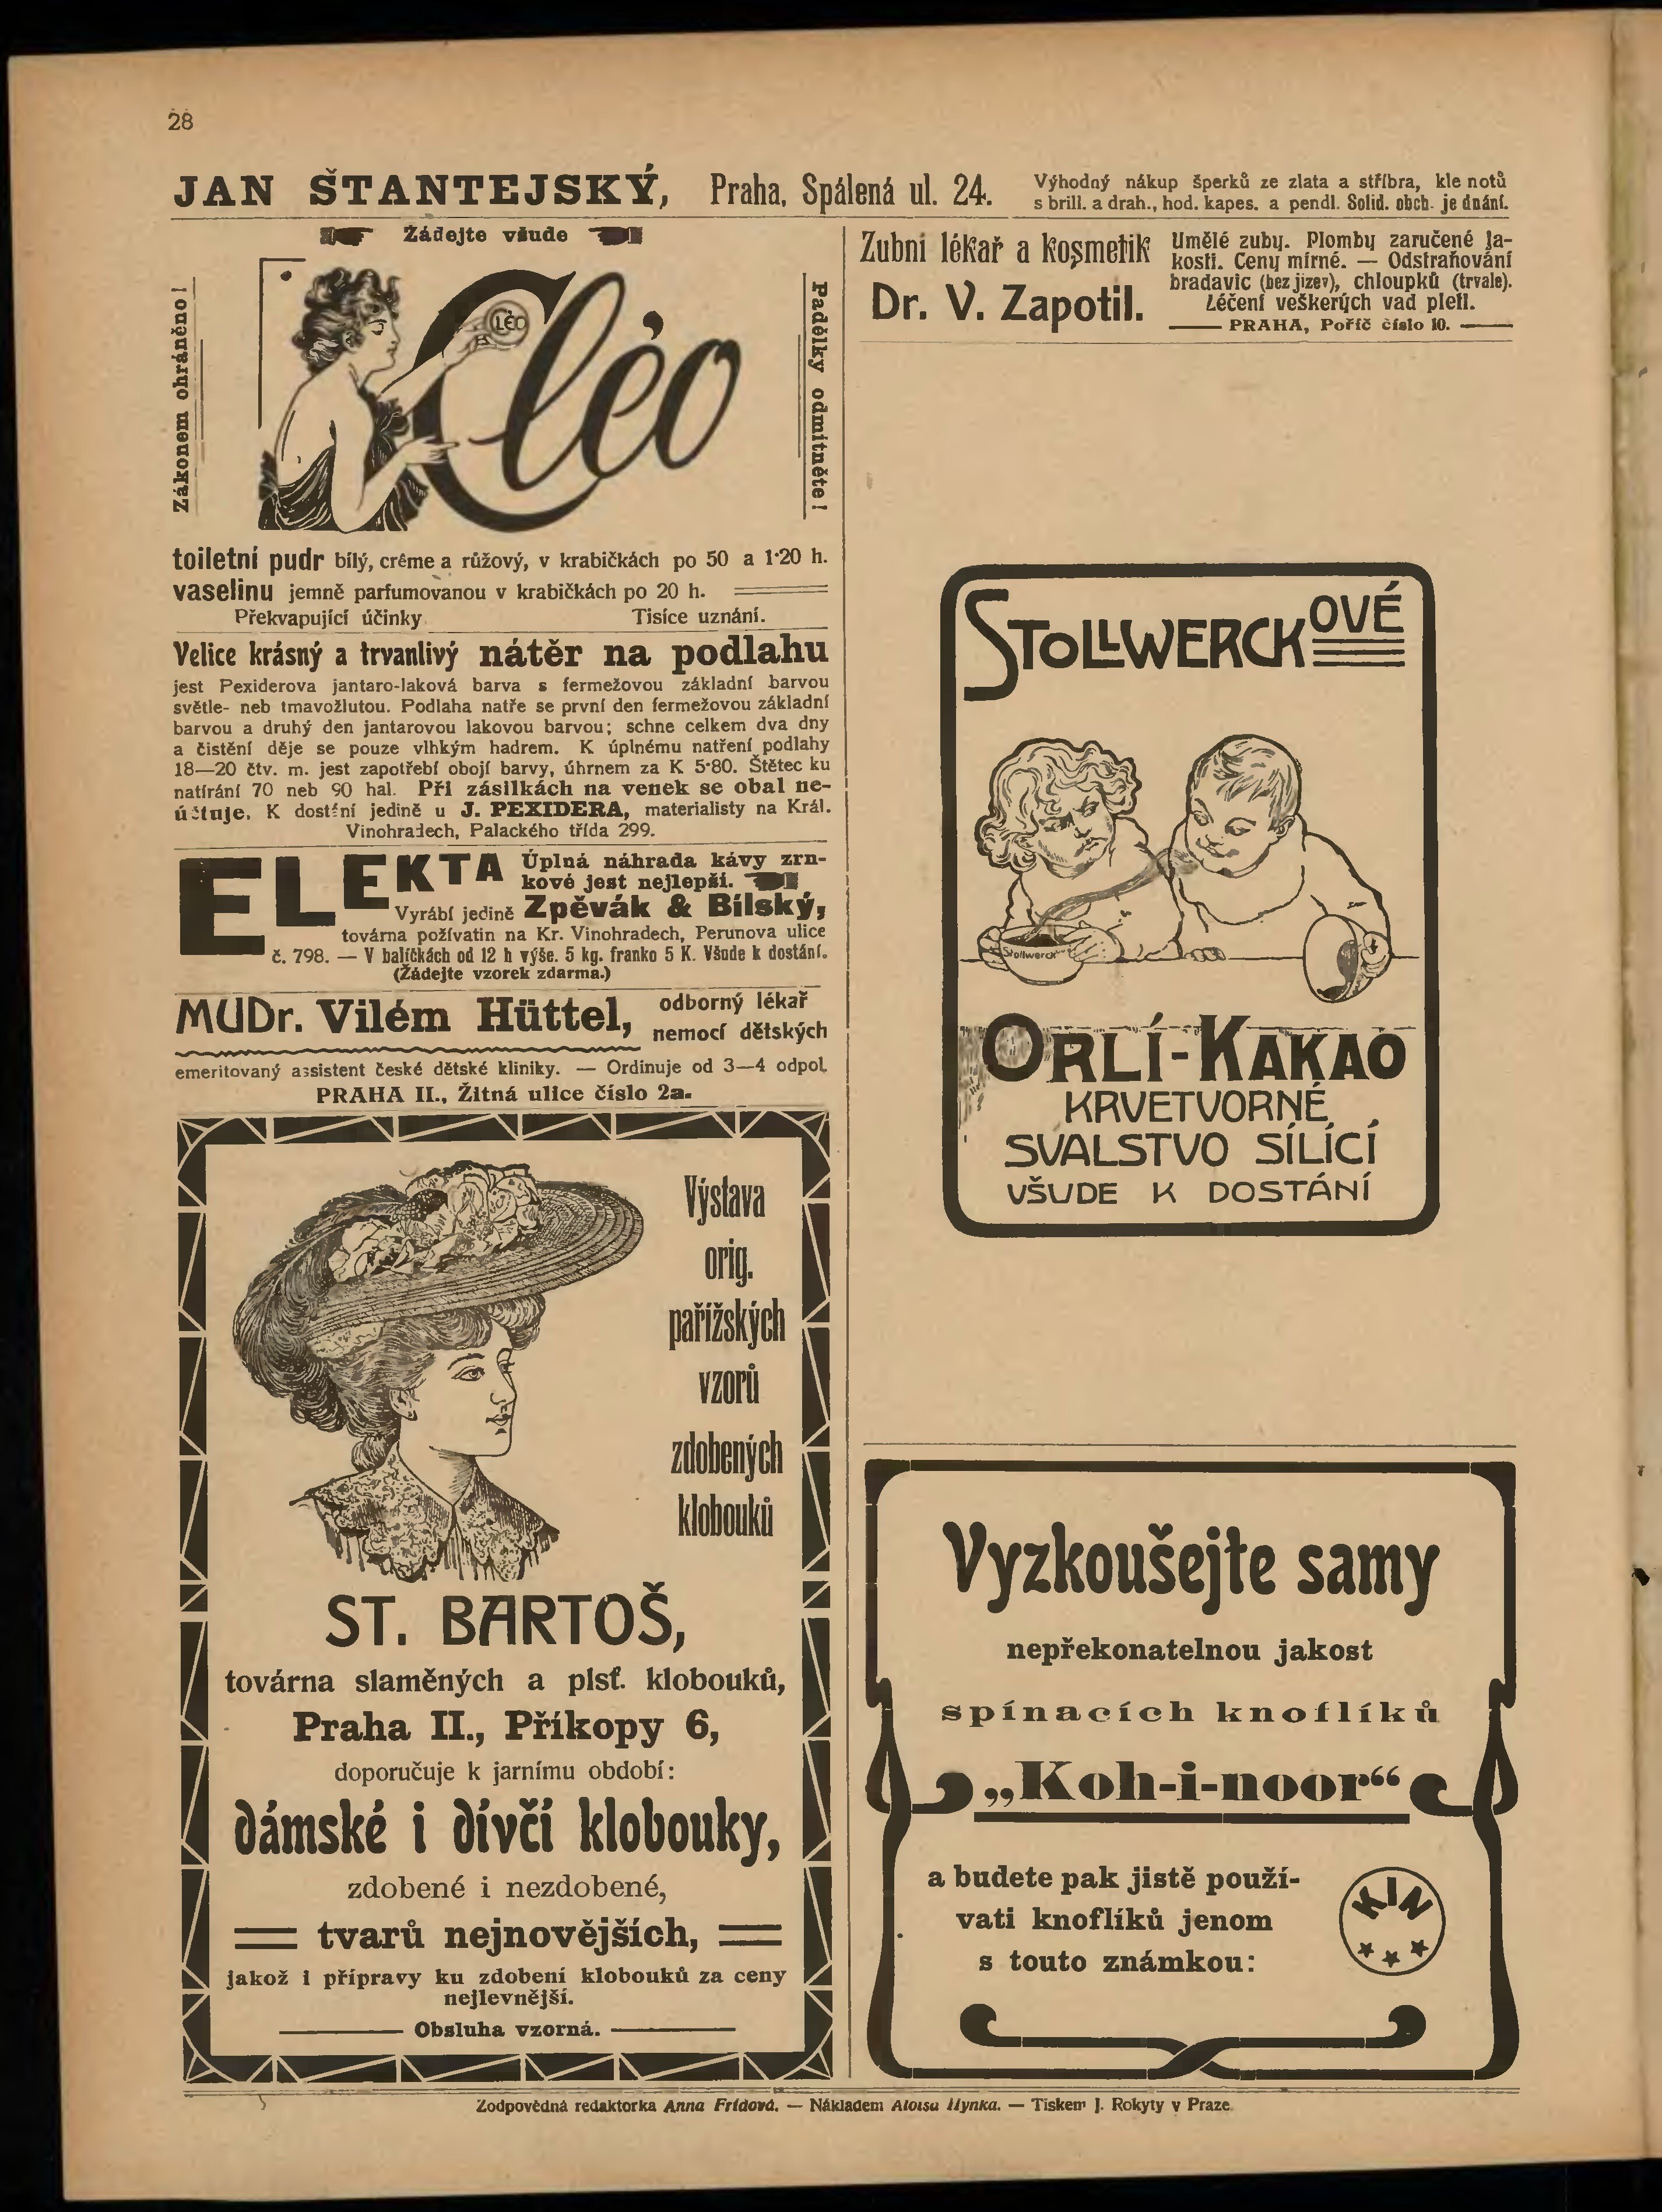 28
JAN ŠTANTEJSKÝ, Praha, Spálená ul. 24.
Výhodný nákup šperků ze zlata a stříbra, klenotů
s brill. a drah., hod. kapes. a pendl. Solid. obch. je dnání.
Žádejte všude
Zákonem ohráněno!
LÉO
Cléo
Padělky odmítněte!
toiletní pudr bílý, crême a růžový, v krabičkách po 50 a 1·20 h.
vaselinu jemně parfumovanou v krabičkách po 20 h.
Překvapující účinky. Tisíce uznání.
Velice krásný a trvanlivý nátěr na podlahu
jest Pexiderova jantaro-laková barva s fermežovou základní barvou
světle- neb tmavožlutou. Podlaha natře se první den fermežovou základní
barvou a druhý den jantarovou lakovou barvou; schne celkem dva dny
a čistění děje se pouze vlhkým hadrem. K úplnému natření podlahy
18—20 čtv. m. jest zapotřebí obojí barvy, úhrnem za K 5·80. Štětec ku
natírání 70 neb 90 hal. Při zásilkách na venek se obal ne-
účtuje. K dostání jedině u J. PEXIDERA, materialisty na Král.
Vinohradech, Palackého třída 299.
ELEKTA Úplná náhrada kávy zrn-
kové jest nejlepší.
Vyrábí jedině Zpěvák & Bílský,
továrna požívatin na Kr. Vinohradech, Perunova ulice
č. 798. — V balíčkách od 12 h výše. 5 kg. franko 5 K. Všude k dostání.
(Žádejte vzorek zdarma.)
MUDr. Vilém Hüttel, odborný lékař
nemocí dětských
emeritovaný assistent české dětské kliniky. — Ordinuje od 3—4 odpol.
PRAHA II., Žitná ulice číslo 2a.
Výstava
orig.
pařížských
vzorů
zdobených
klobouků
ST. BARTOŠ,
továrna slaměných a plsť. klobouků,
Praha II., Příkopy 6,
doporučuje k jarnímu období:
dámské i dívčí klobouky,
zdobené i nezdobené,
tvarů nejnovějších,
jakož i přípravy ku zdobení klobouků za ceny
nejlevnější.
Obsluha vzorná.
Zubní lékař a kosmetik
Dr. V. Zapotil.
Umělé zuby. Plomby zaručené ja-
kosti. Ceny mírné. — Odstraňování
bradavic (bez jizev), chloupků (trvale).
Léčení veškerých vad pleti.
PRAHA, Poříč číslo 10.
STOLLWERCKOVÉ
Stollwerck
ORLÍ-KAKAO
KRVETVORNÉ,
SVALSTVO SÍLÍCÍ
VŠUDE K DOSTÁNÍ
Vyzkoušejte samy
nepřekonatelnou jakost
spínacích knoflíků
„Koh-i-noor“
a budete pak jistě použí-
vati knoflíků jenom
s touto známkou:
KIN
Zodpovědná redaktorka Anna Frídová. — Nákladem Aloisa Hynka. — Tiskem J. Rokyty v Praze.